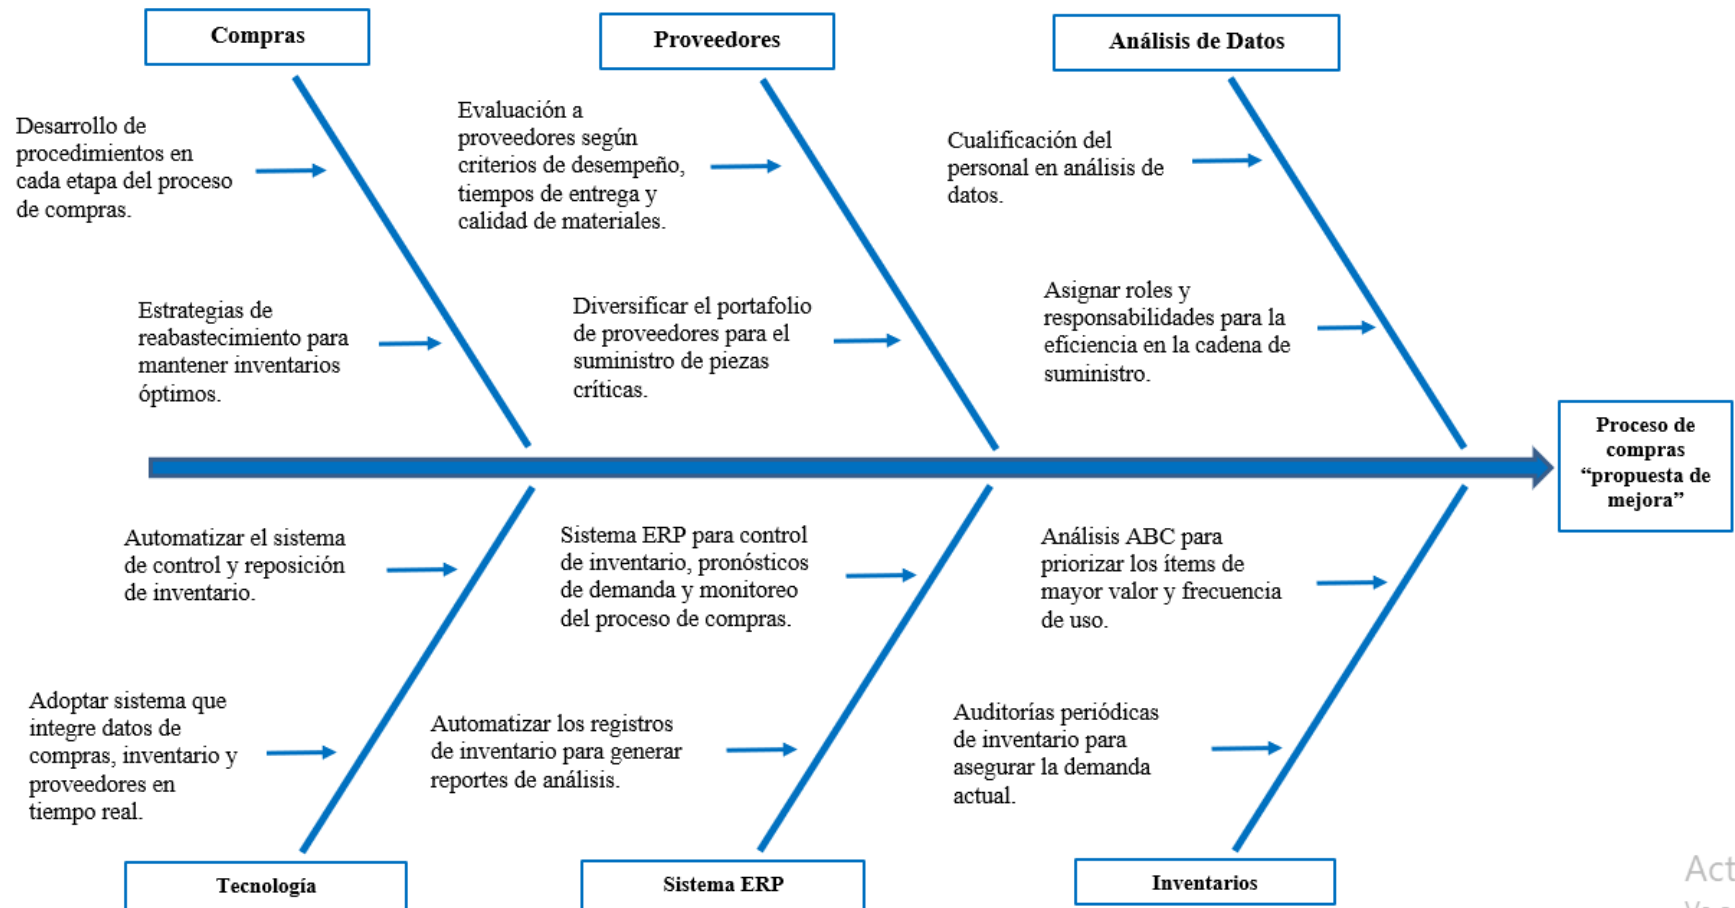 Compras
Proveedores
Análisis de Datos
Desarrollo de
procedimientos en
cada etapa del proceso
de compras.
Estrategias de
reabastecimiento para
mantener inventarios
óptimos.
Evaluación a
proveedores según
criterios de desempeño,
tiempos de entrega y
calidad de materiales.
Diversificar el portafolio
de proveedores para el
suministro de piezas
críticas.
Cualificación del
personal en análisis de
datos.
Asignar roles y
responsabilidades para la
eficiencia en la cadena de
suministro.
Proceso de
compras
“propuesta de
mejora”
Automatizar el sistema
de control y reposición
de inventario.
Adoptar sistema que
integre datos de
compras, inventario y
proveedores en
tiempo real.
Sistema ERP para control
de inventario, pronósticos
de demanda y monitoreo
del proceso de compras.
Automatizar los registros
de inventario para generar
reportes de análisis.
Análisis ABC para
priorizar los ítems de
mayor valor y frecuencia
de uso.
Auditorías periódicas
de inventario para
asegurar la demanda
actual.
Tecnología
Sistema ERP
Inventarios
Act